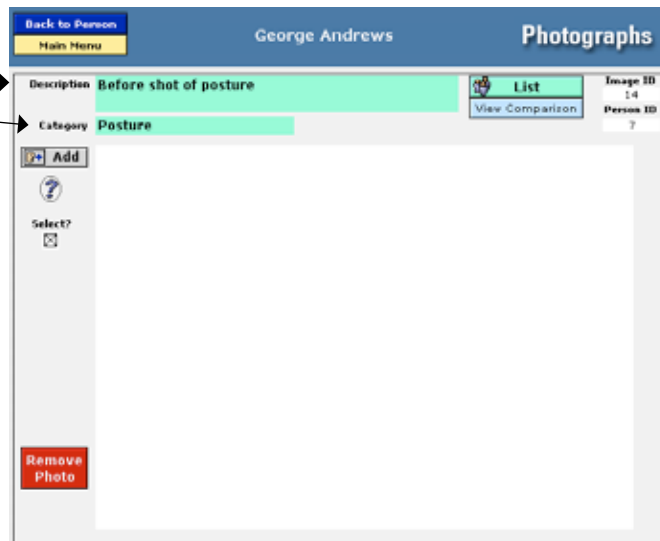 Back to Person
Main Menu
George Andrews
Photographs
Description
Before shot of posture
List
View Comparison
Image ID
14
Person ID
7
Category
Posture
Add
?
Select?
Remove
Photo